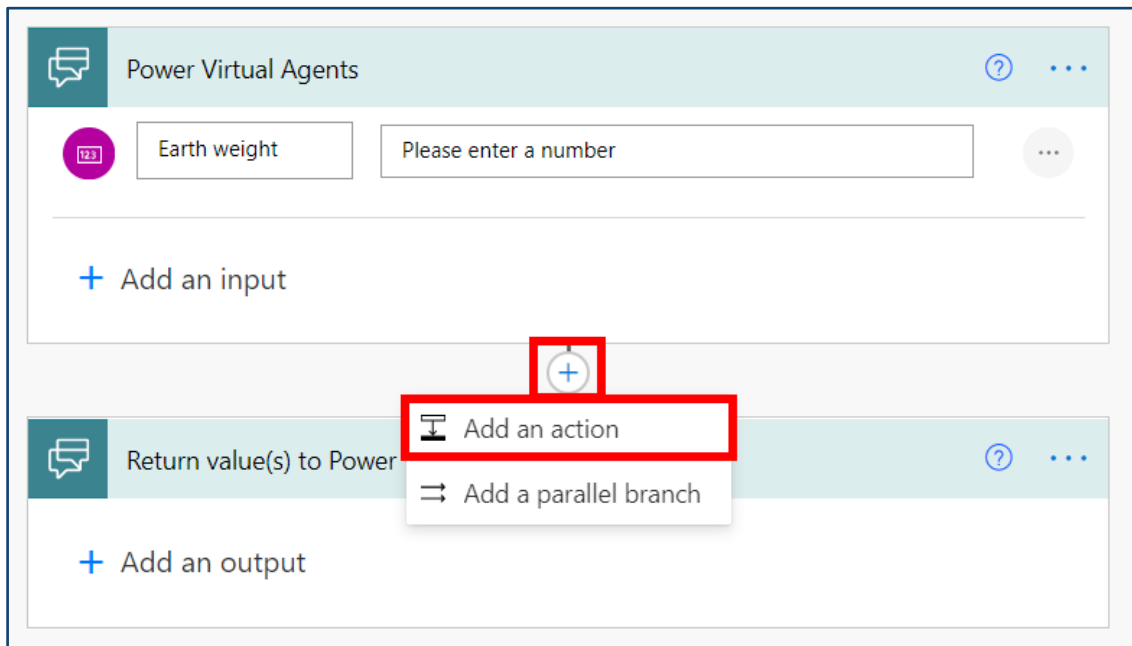 Power Virtual Agents
123
Earth weight
Please enter a number
Add an input
Add an action
Return value(s) to Power
Add a parallel branch
Add an output